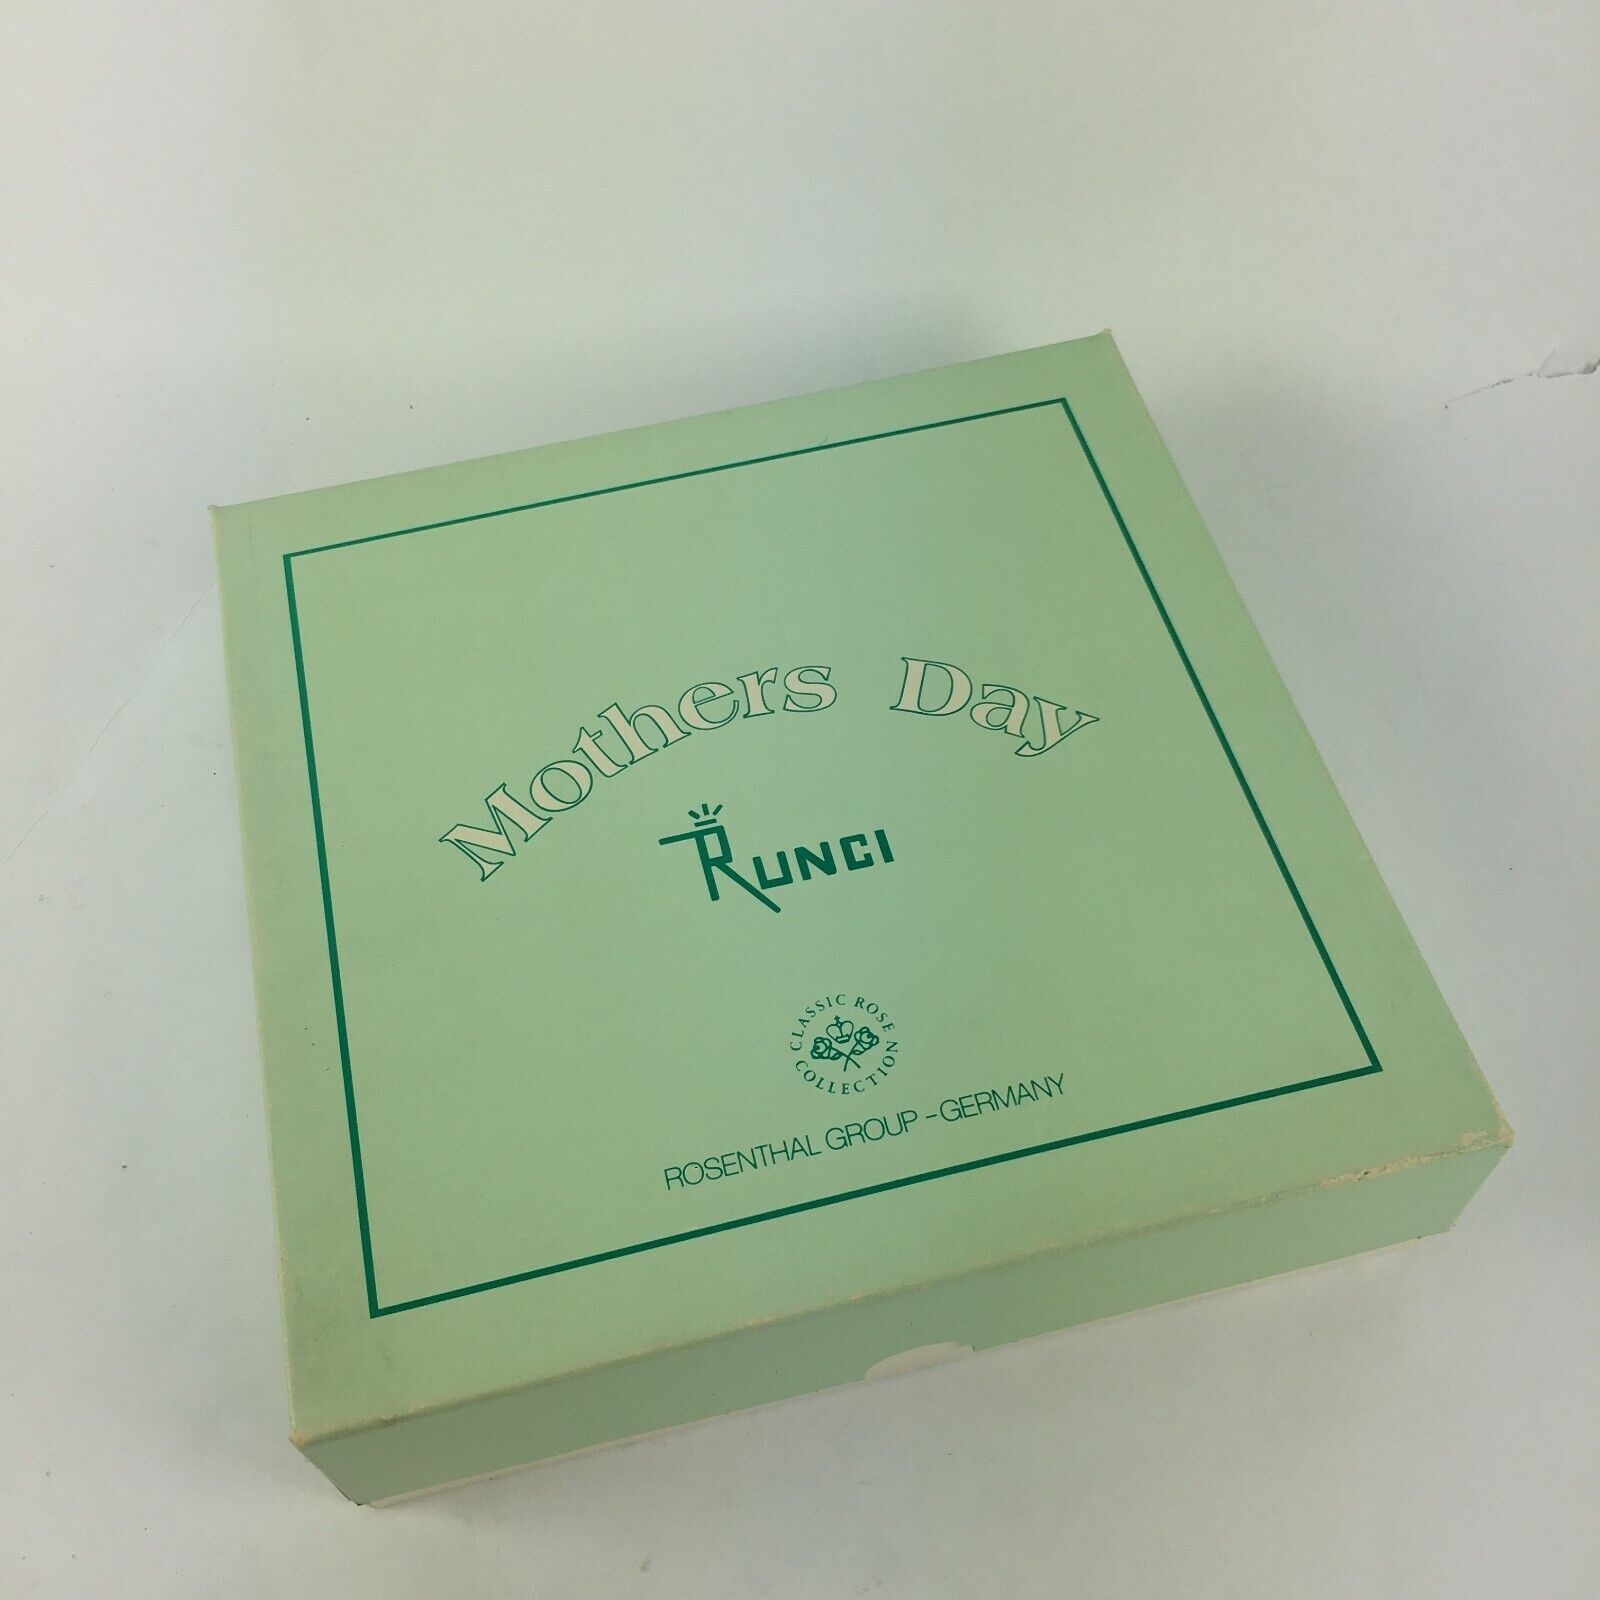 Mothers Day
RUNCI
CLASSIC ROSE
COLLECTION
ROSENTHAL GROUP - GERMANY